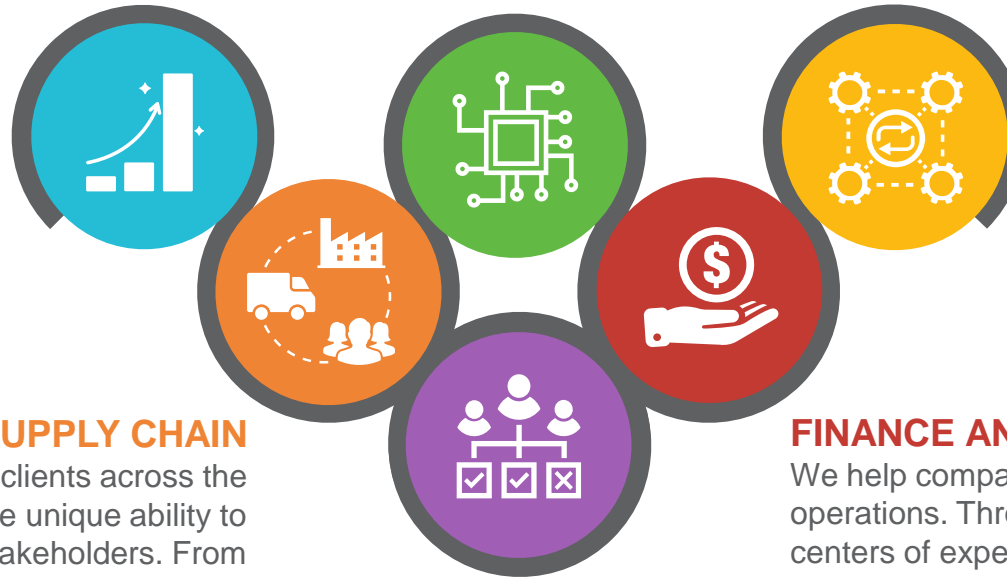 UPPLY CHAIN
clients across the
e unique ability to
akeholders. From
FINANCE AN
We help compa
operations. Thr
centers of expe
$